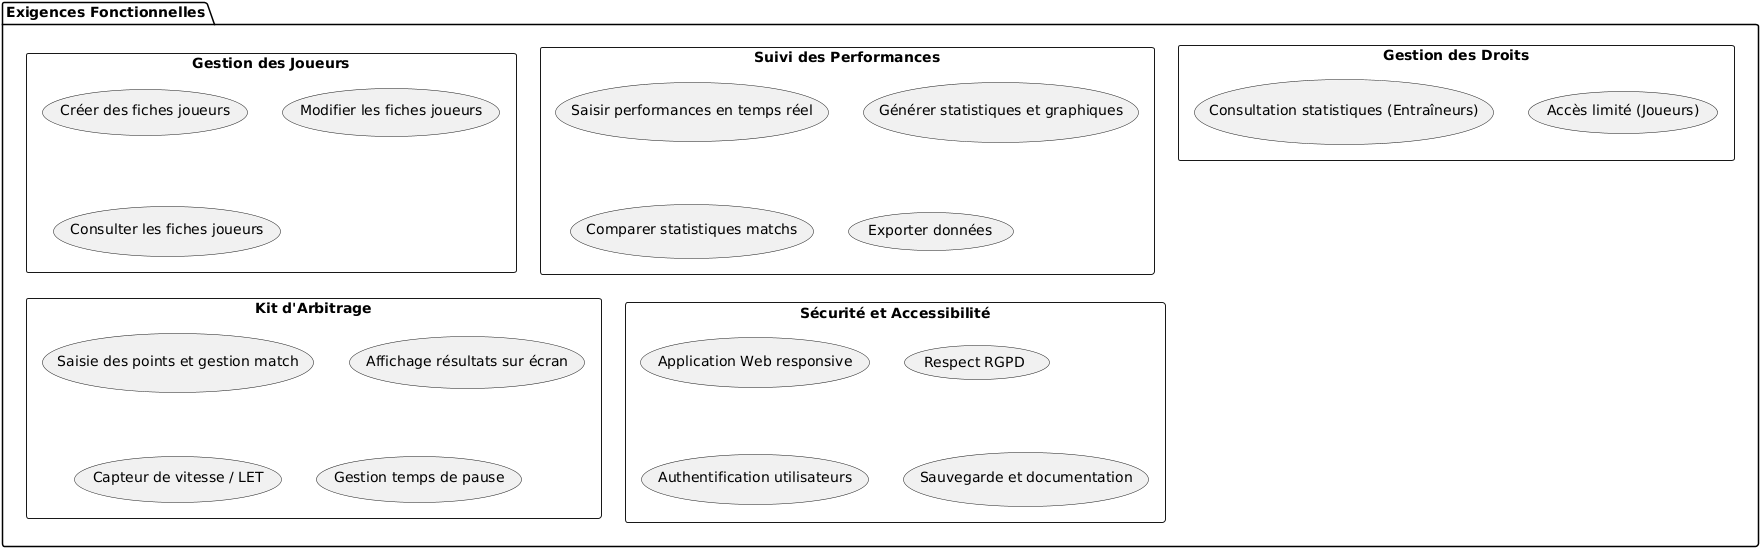 Exigences Fonctionnelles
Gestion des Joueurs
Créer des fiches joueurs
Modifier les fiches joueurs
Consulter les fiches joueurs
Suivi des Performances
Saisir performances en temps réel
Générer statistiques et graphiques
Comparer statistiques matchs
Exporter données
Gestion des Droits
Consultation statistiques (Entraîneurs)
Accès limité (Joueurs)
Kit d'Arbitrage
Saisie des points et gestion match
Affichage résultats sur écran
Capteur de vitesse / LET
Gestion temps de pause
Sécurité et Accessibilité
Application Web responsive
Respect RGPD
Authentification utilisateurs
Sauvegarde et documentation